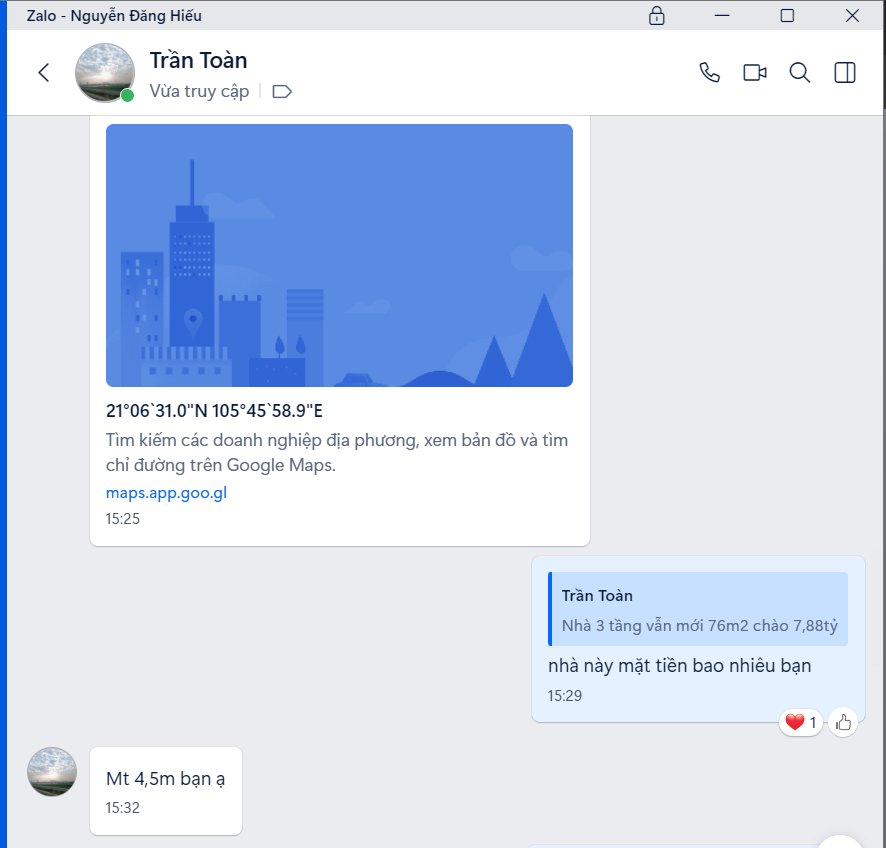 Zalo - Nguyễn Đăng Hiếu
Trần Toàn
Vừa truy cập
21°06`31.0"N 105°45`58.9"E
Tìm kiếm các doanh nghiệp địa phương, xem bản đồ và tìm
chỉ đường trên Google Maps.
maps.app.goo.gl
15:25
Trần Toàn
Nhà 3 tầng vẫn mới 76m2 chào 7,88tỷ
nhà này mặt tiền bao nhiêu bạn
15:29
1
Mt 4,5m bạn ạ
15:32